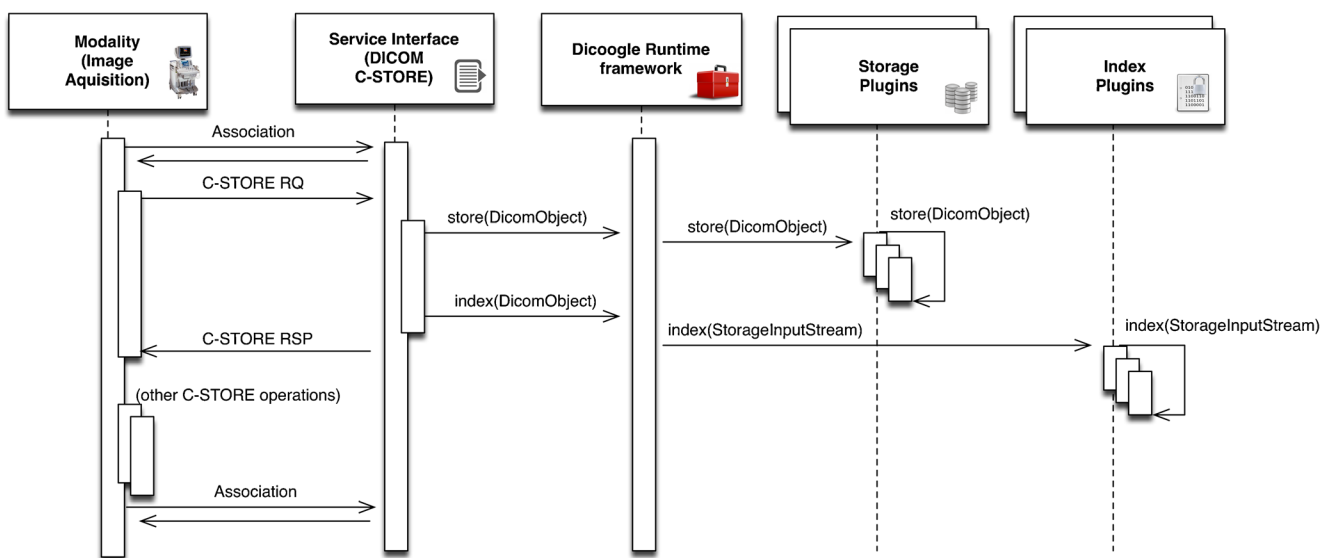 Modality
(Image
Aquisition)
Service Interface
(DICOM
C-STORE)
Dicoogle Runtime
framework
Storage
Plugins
Index
Plugins
Association
C-STORE RQ
store(DicomObject)
store(DicomObject)
store(DicomObject)
index(DicomObject)
index(StorageInputStream)
index(StorageInputStream)
C-STORE RSP
(other C-STORE operations)
Association